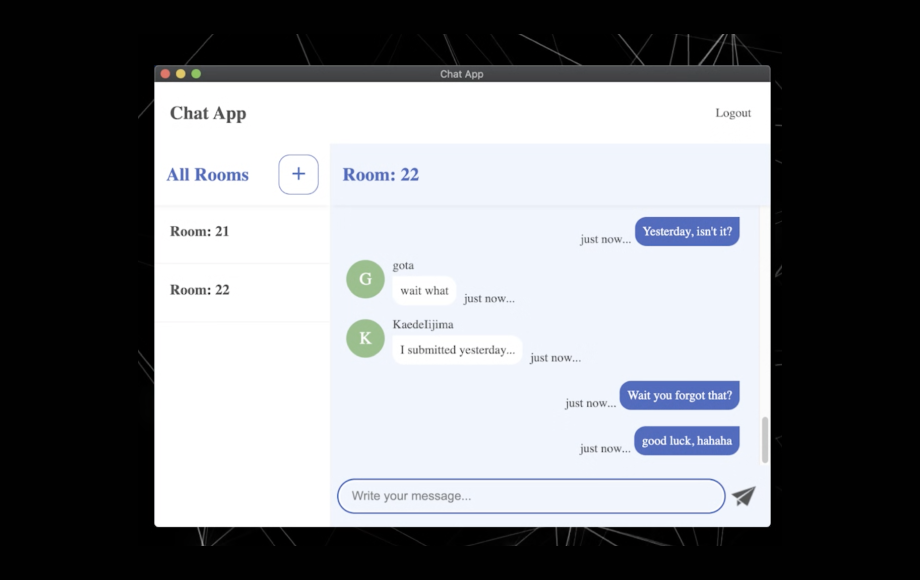 Chat App
Chat App
Logout
All Rooms
+
Room: 21
Room: 22
Room: 22
just now... Yesterday, isn't it?
G
gota
wait what just now...
K
KaedeIijima
I submitted yesterday... just now...
just now... Wait you forgot that?
just now... good luck, hahaha
Write your message...